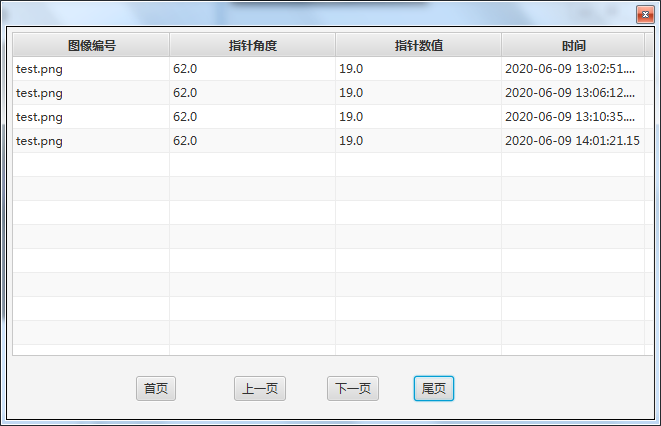 图像编号 指针角度 指针数值 时间
test.png 62.0 19.0 2020-06-09 13:02:51....
test.png 62.0 19.0 2020-06-09 13:06:12....
test.png 62.0 19.0 2020-06-09 13:10:35....
test.png 62.0 19.0 2020-06-09 14:01:21.15
首页 上一页 下一页 尾页